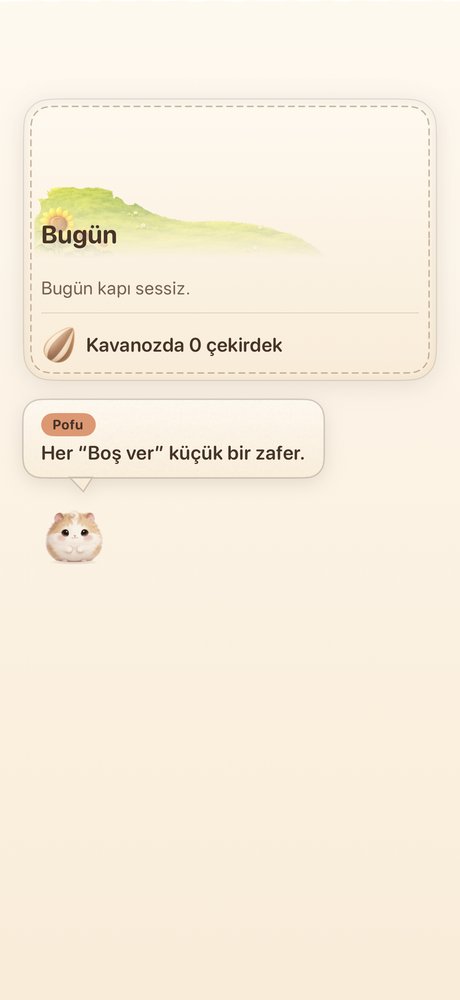 Bugün
Bugün kapı sessiz.
Kavanozda 0 çekirdek
Pofu
Her “Boş ver” küçük bir zafer.